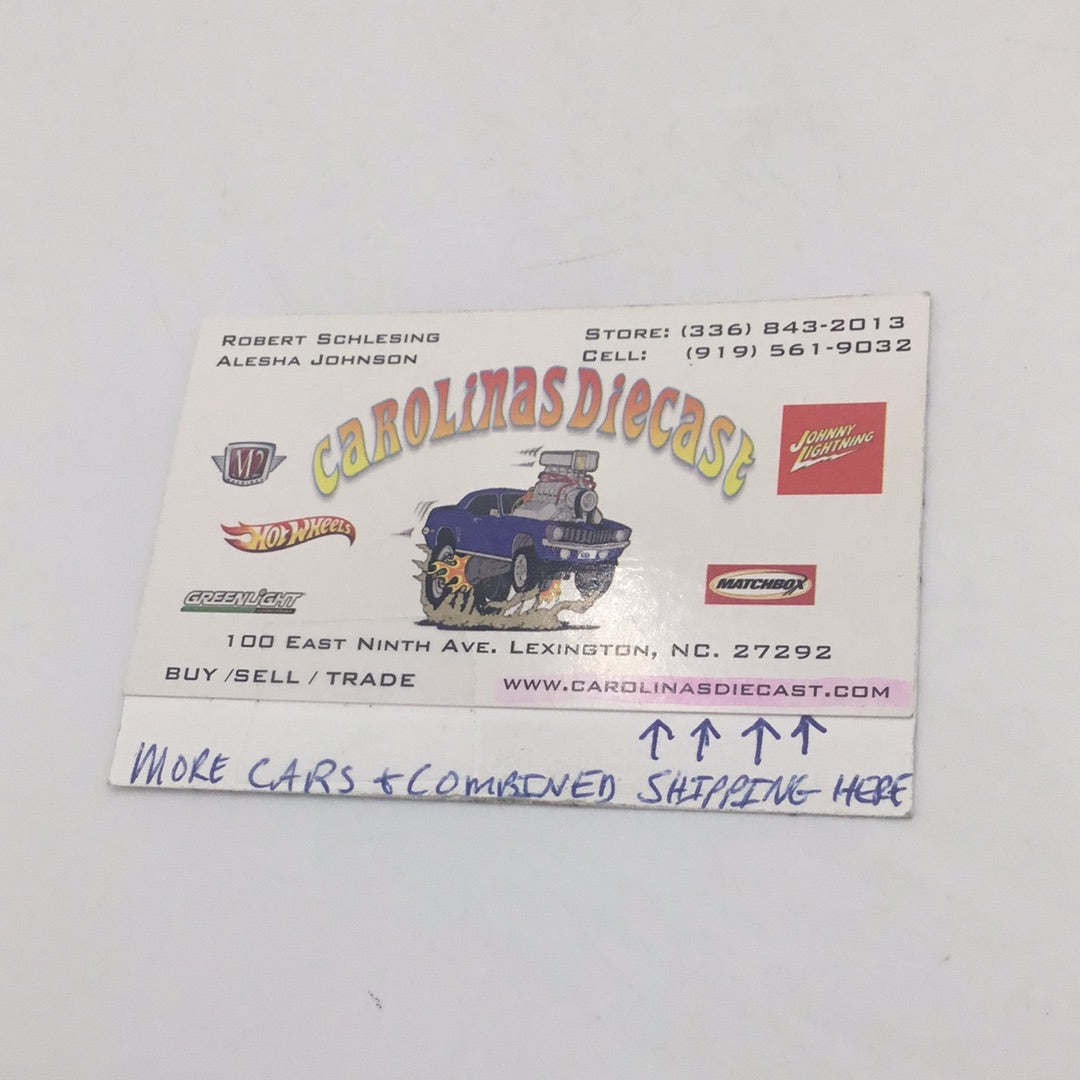 ROBERT SCHLESING
ALESHA JOHNSON
STORE: (336) 843-2013
CELL: (919) 561-9032
CAROLINAS DIECAST
M2
JOHNNY LIGHTNING
HOT WHEELS
MATCHBOX
GREENLIGHT
100 EAST NINTH AVE. LEXINGTON, NC. 27292
BUY /SELL / TRADE
WWW.CAROLINASDIECAST.COM
MORE CARS + COMBINED SHIPPING HERE